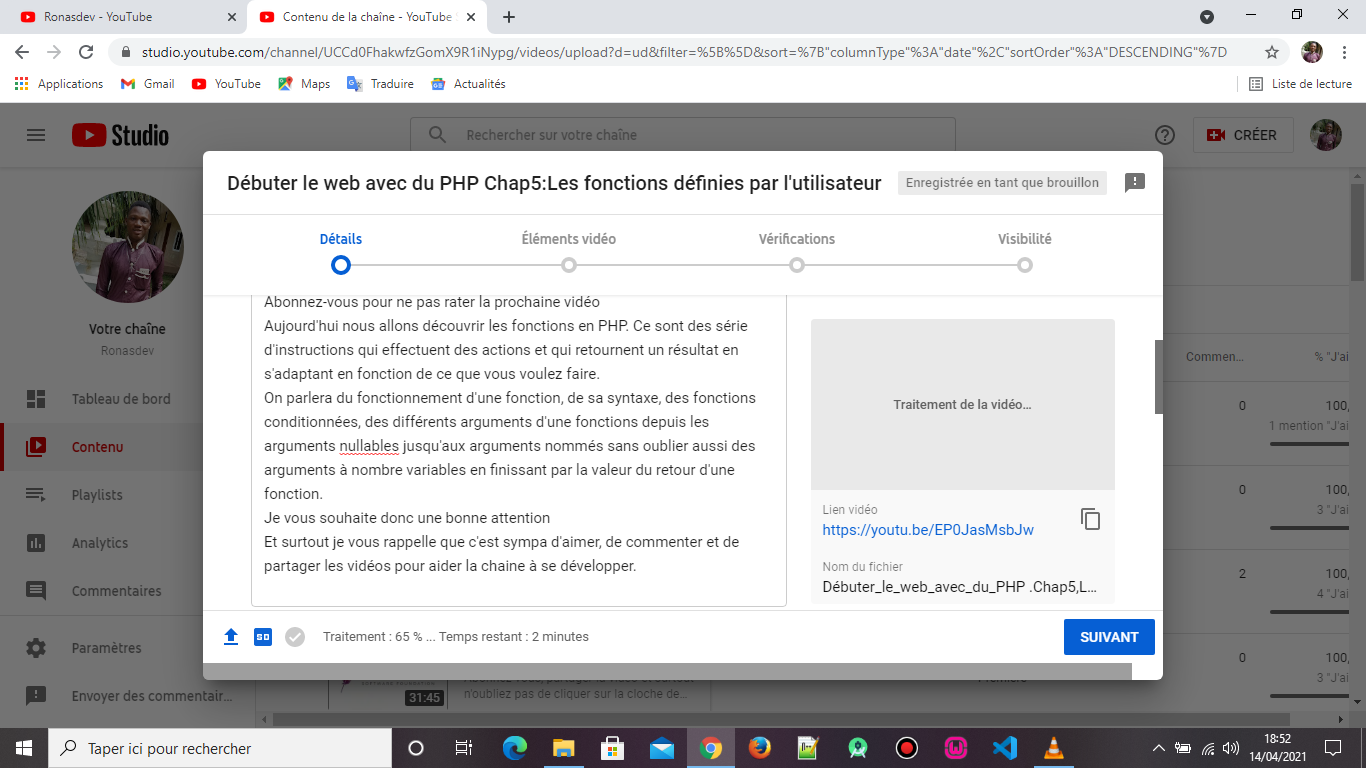 Ronasdev - YouTube
Contenu de la chaîne - YouTube
studio.youtube.com/channel/UCCd0FhakwfzGomX9R1iNypg/videos/upload?d=ud&filter=%5B%5D&sort=%7B"columnType"%3A"date"%2C"sortOrder"%3A"DESCENDING"%7D
Applications
Gmail
YouTube
Maps
Traduire
Actualités
Liste de lecture
Studio
Rechercher sur votre chaîne
CRÉER
Débuter le web avec du PHP Chap5:Les fonctions définies par l'utilisateur
Enregistrée en tant que brouillon
Détails
Éléments vidéo
Vérifications
Visibilité
Votre chaîne
Ronasdev
Tableau de bord
Contenu
Playlists
Analytics
Commentaires
Paramètres
Envoyer des commentair...
Abonnez-vous pour ne pas rater la prochaine vidéo
Aujourd'hui nous allons découvrir les fonctions en PHP. Ce sont des série
d'instructions qui effectuent des actions et qui retournent un résultat en
s'adaptant en fonction de ce que vous voulez faire.
On parlera du fonctionnement d'une fonction, de sa syntaxe, des fonctions
conditionnées, des différents arguments d'une fonctions depuis les
arguments nullables jusqu'aux arguments nommés sans oublier aussi des
arguments à nombre variables en finissant par la valeur du retour d'une
fonction.
Je vous souhaite donc une bonne attention
Et surtout je vous rappelle que c'est sympa d'aimer, de commenter et de
partager les vidéos pour aider la chaine à se développer.
Traitement de la vidéo...
Lien vidéo
https://youtu.be/EP0JasMsbJw
Nom du fichier
Débuter_le_web_avec_du_PHP .Chap5,L...
Commen...
% "J'ai
0
100,
1 mention "J'ai
0
100,
3 "J'ai
2
100,
4 "J'ai
0
100,
3 "J'ai
SD
Traitement : 65 % ... Temps restant : 2 minutes
SUIVANT
31:45
n'oubliez pas de cliquer sur la cloche de...
Première
Taper ici pour rechercher
18:52
14/04/2021